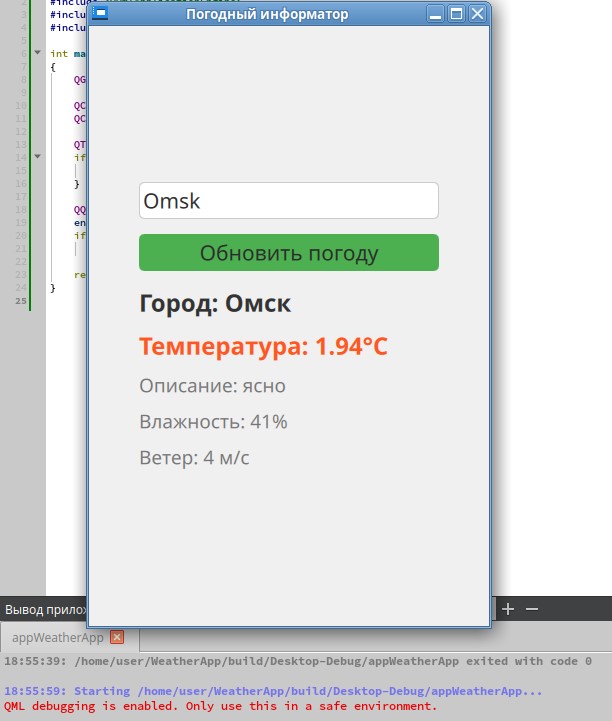 Погодный информатор
2
3 #inclu
4 #inclu
5
6 int ma
7 {
8 QG
9
10 QC
11 QC
12
13 QT
14 if
15
16 }
17
18 QQ
19 en
20 if
21
22
23 re
24 }
25
Omsk
Обновить погоду
Город: Омск
Температура: 1.94°C
Описание: ясно
Влажность: 41%
Ветер: 4 м/с
Вывод прилож
appWeatherApp
18:55:39: /home/user/WeatherApp/build/Desktop-Debug/appWeatherApp exited with code 0
18:55:59: Starting /home/user/WeatherApp/build/Desktop-Debug/appWeatherApp...
QML debugging is enabled. Only use this in a safe environment.